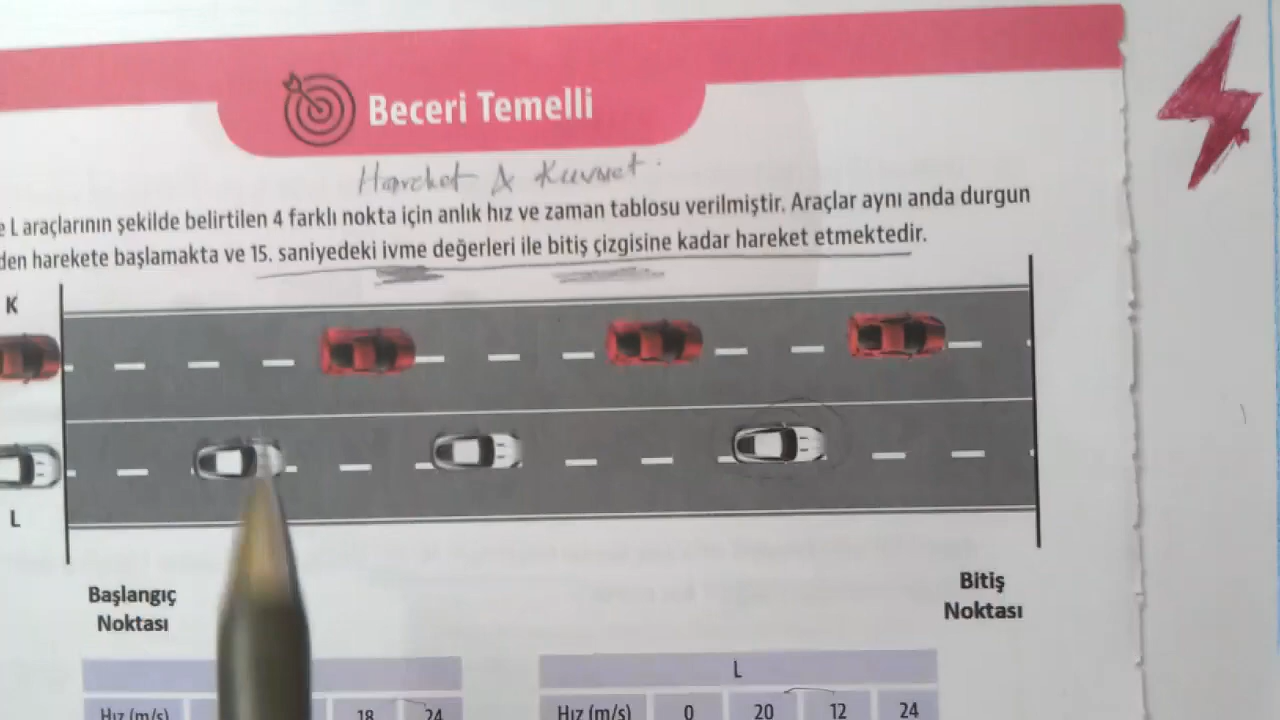 Beceri Temelli
Hareket & Kuvvet.
L araçlarının şekilde belirtilen 4 farklı nokta için anlık hız ve zaman tablosu verilmiştir. Araçlar aynı anda durgun
den harekete başlamakta ve 15. saniyedeki ivme değerleri ile bitiş çizgisine kadar hareket etmektedir.
K
L
Başlangıç
Noktası
Bitiş
Noktası
L
Hız (m/s) 18 24
Hız (m/s) 0 20 12 24